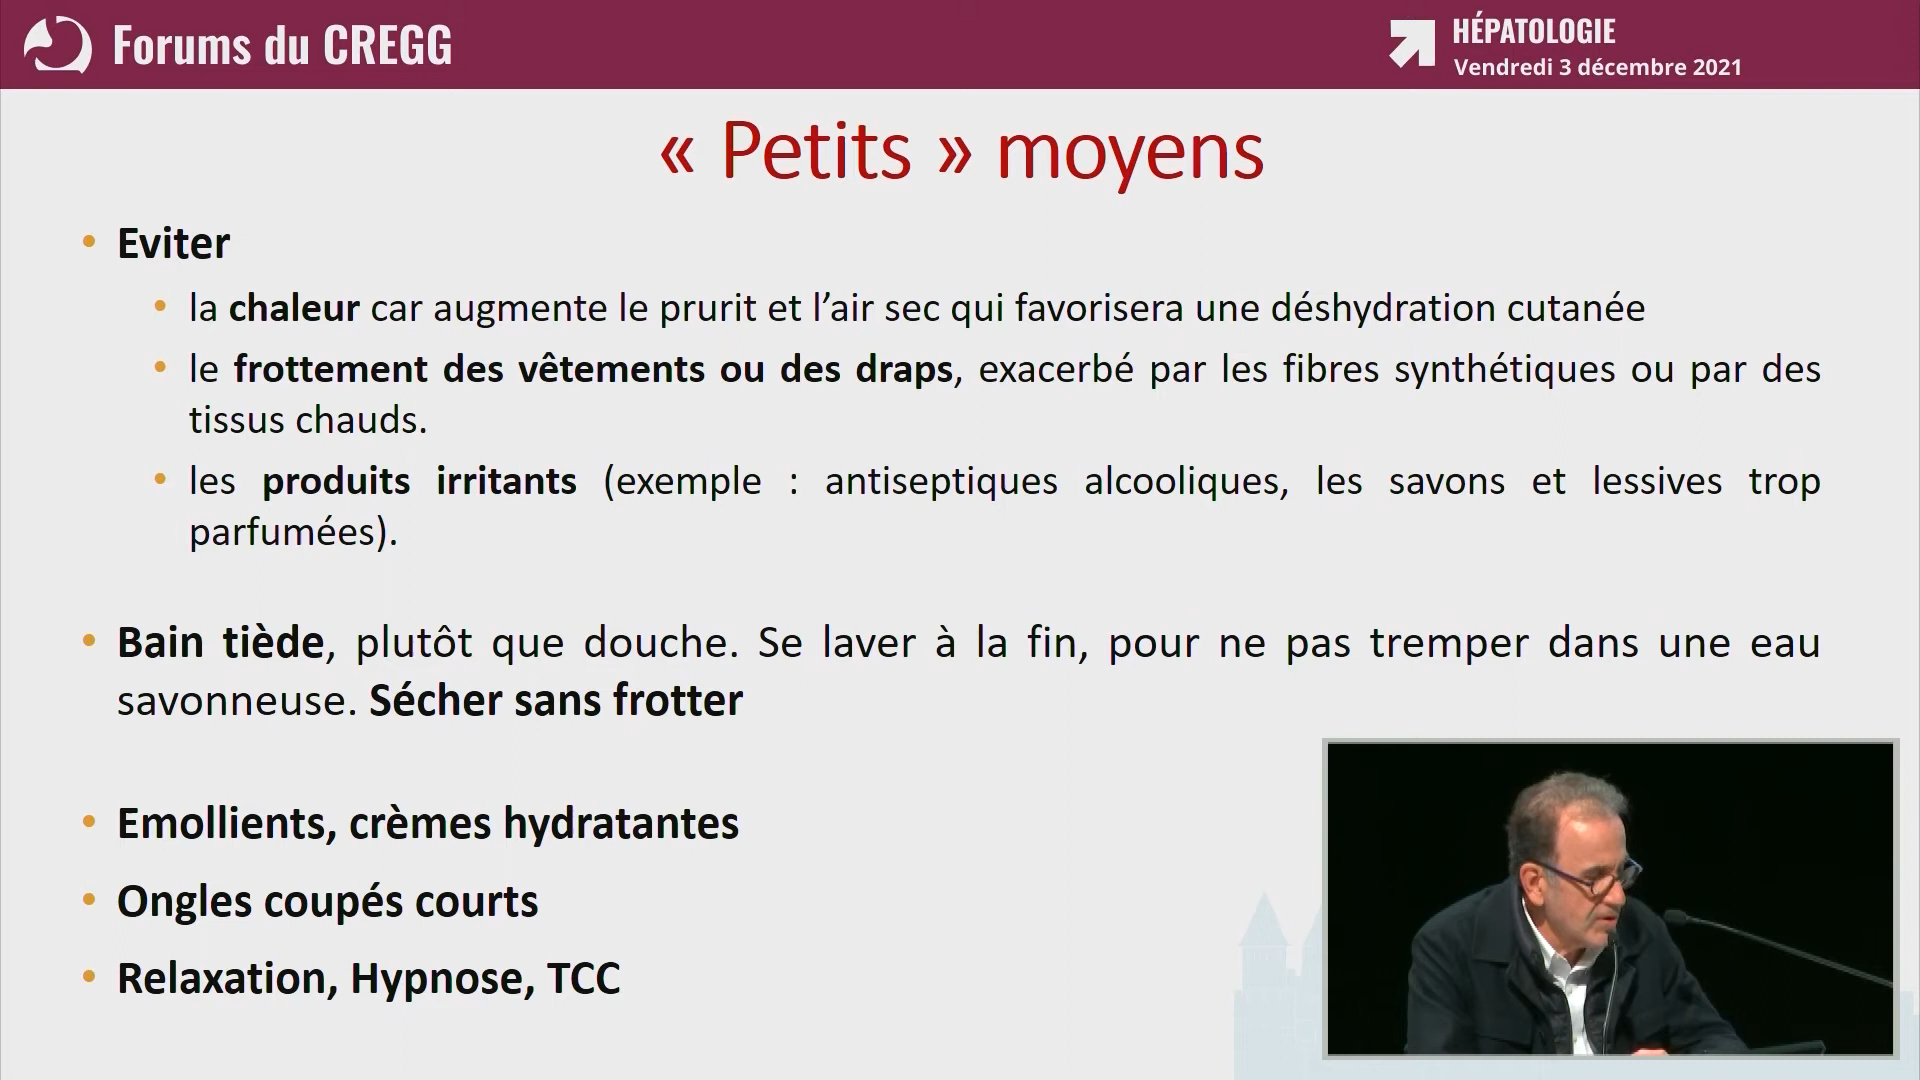 Forums du CREGG
HÉPATOLOGIE
Vendredi 3 décembre 2021
« Petits » moyens
• Eviter
• la chaleur car augmente le prurit et l’air sec qui favorisera une déshydration cutanée
• le frottement des vêtements ou des draps, exacerbé par les fibres synthétiques ou par des
tissus chauds.
• les produits irritants (exemple : antiseptiques alcooliques, les savons et lessives trop
parfumées).
• Bain tiède, plutôt que douche. Se laver à la fin, pour ne pas tremper dans une eau
savonneuse. Sécher sans frotter
• Emollients, crèmes hydratantes
• Ongles coupés courts
• Relaxation, Hypnose, TCC